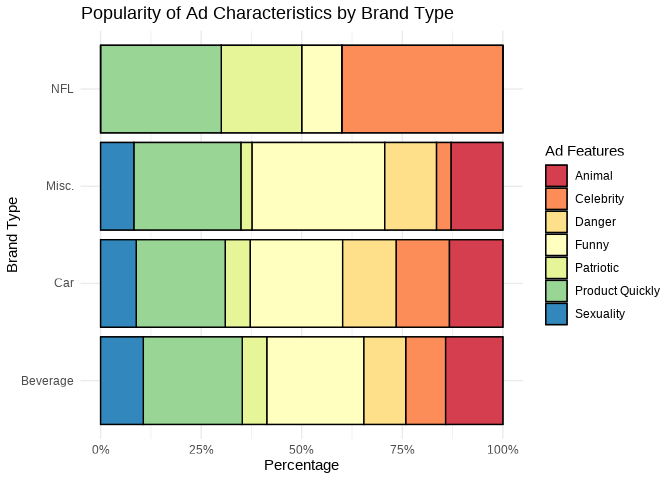 Popularity of Ad Characteristics by Brand Type
Brand Type
NFL
Misc.
Car
Beverage
0% 25% 50% 75% 100%
Percentage
Ad Features
Animal
Celebrity
Danger
Funny
Patriotic
Product Quickly
Sexuality